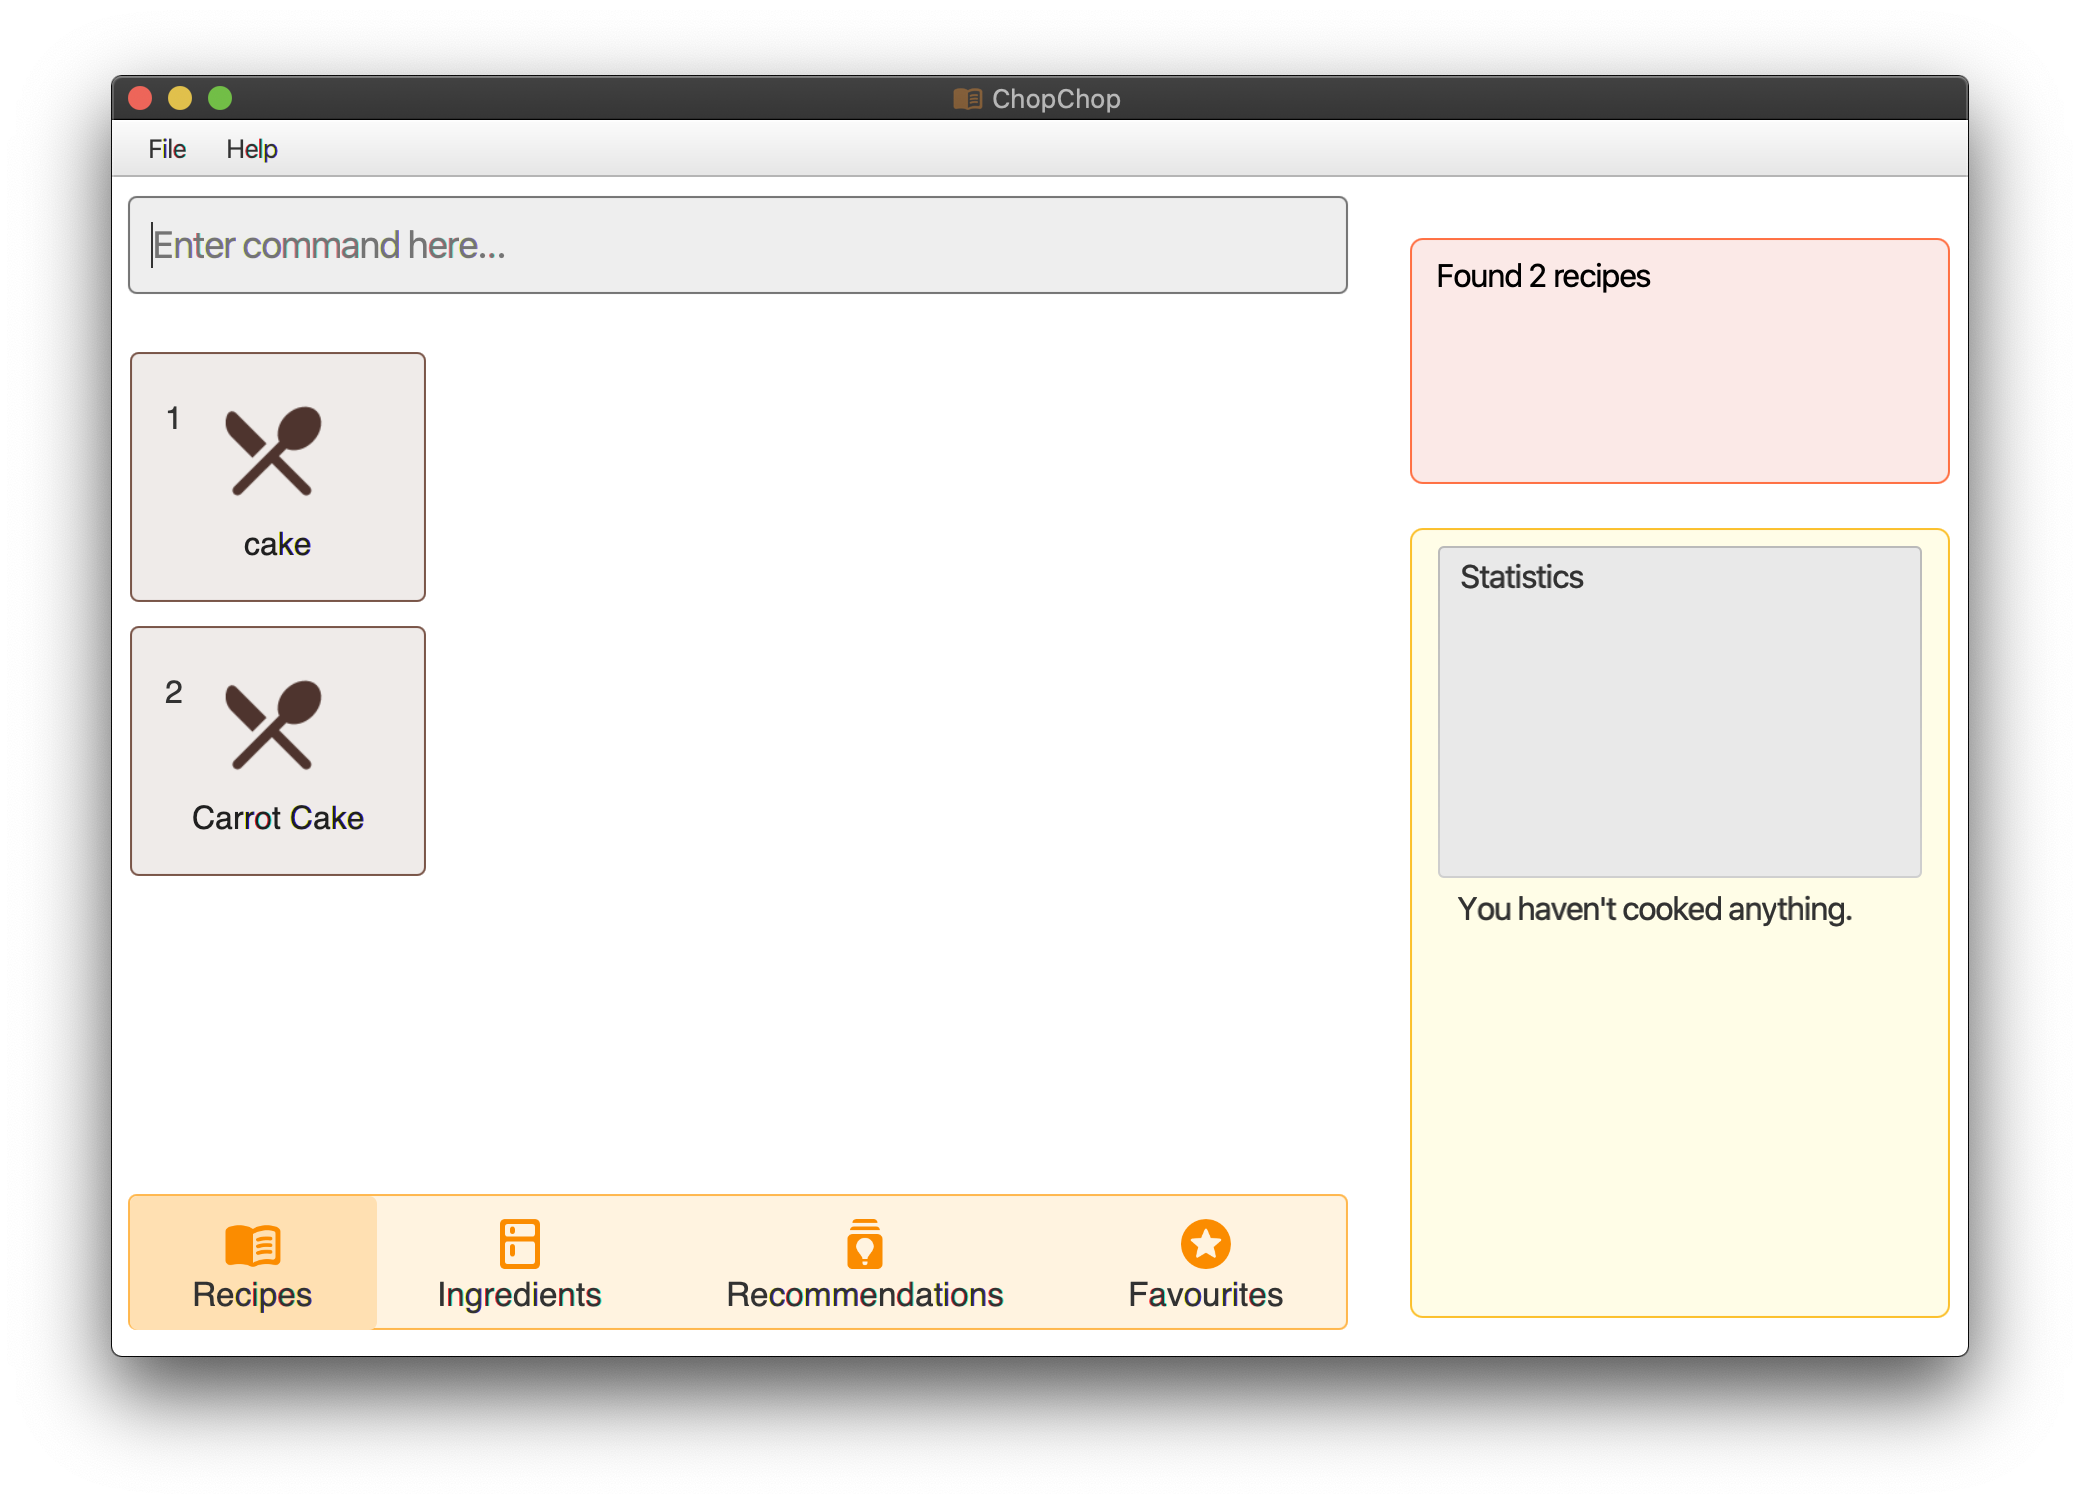 ChopChop
File Help
Enter command here...
Found 2 recipes
1
cake
2
Carrot Cake
Statistics
You haven't cooked anything.
Recipes Ingredients Recommendations Favourites